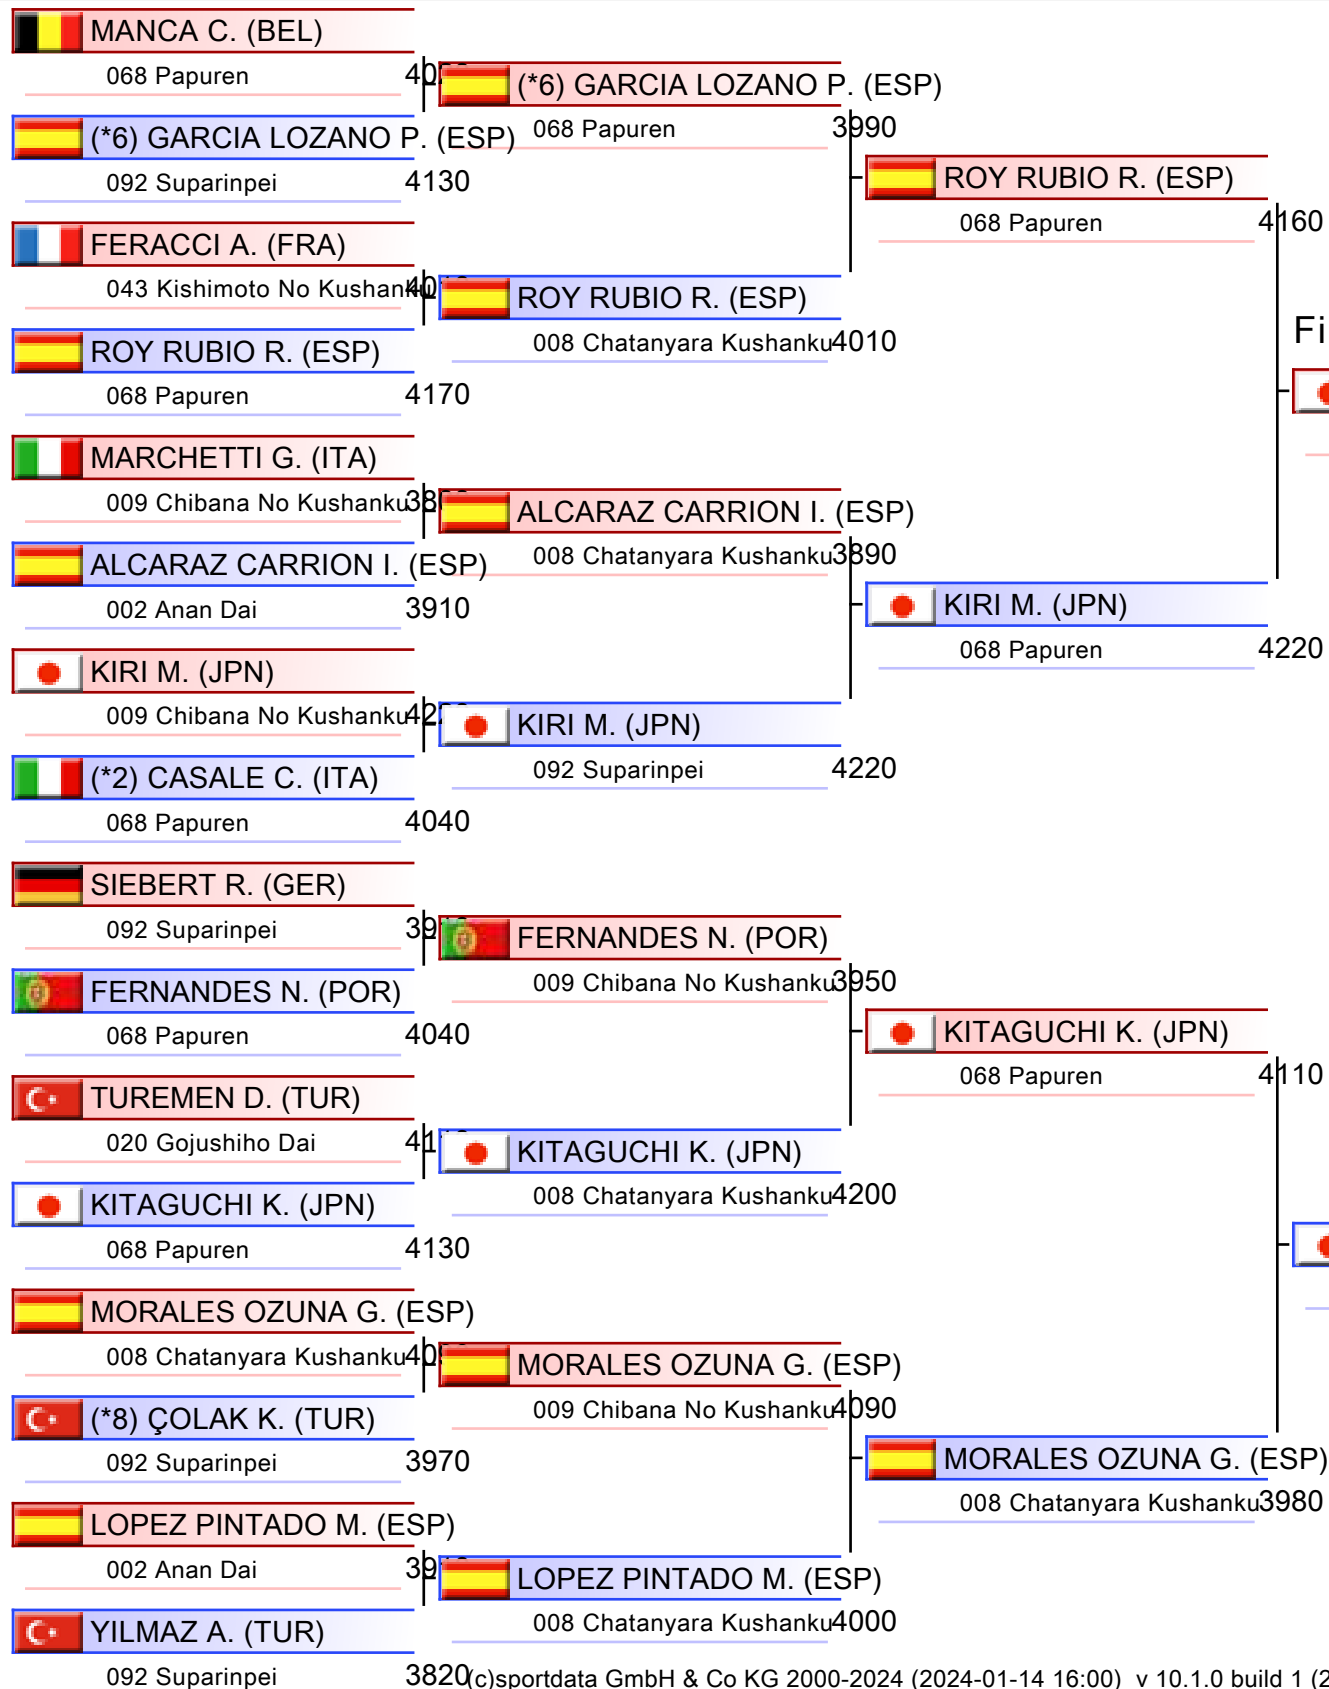 MANCA C. (BEL)
068 Papuren
(*6) GARCIA LOZANO P. (ESP)
092 Suparinpei 4130
FERACCI A. (FRA)
043 Kishimoto No Kushanku
ROY RUBIO R. (ESP)
068 Papuren 4170
MARCHETTI G. (ITA)
009 Chibana No Kushanku
ALCARAZ CARRION I. (ESP)
002 Anan Dai 3910
KIRI M. (JPN)
009 Chibana No Kushanku
(*2) CASALE C. (ITA)
068 Papuren 4040
SIEBERT R. (GER)
092 Suparinpei
FERNANDES N. (POR)
068 Papuren 4040
TUREMEN D. (TUR)
020 Gojushiho Dai
KITAGUCHI K. (JPN)
068 Papuren 4130
MORALES OZUNA G. (ESP)
008 Chatanyara Kushanku
(*8) ÇOLAK K. (TUR)
092 Suparinpei 3970
LOPEZ PINTADO M. (ESP)
002 Anan Dai
YILMAZ A. (TUR)
092 Suparinpei 3820
(*6) GARCIA LOZANO P. (ESP)
068 Papuren 3990
ROY RUBIO R. (ESP)
008 Chatanyara Kushanku 4010
ALCARAZ CARRION I. (ESP)
008 Chatanyara Kushanku 3890
KIRI M. (JPN)
092 Suparinpei 4220
FERNANDES N. (POR)
009 Chibana No Kushanku 3950
KITAGUCHI K. (JPN)
008 Chatanyara Kushanku 4200
MORALES OZUNA G. (ESP)
009 Chibana No Kushanku 4090
LOPEZ PINTADO M. (ESP)
008 Chatanyara Kushanku 4000
ROY RUBIO R. (ESP)
068 Papuren 4160
KIRI M. (JPN)
068 Papuren 4220
KITAGUCHI K. (JPN)
068 Papuren 4110
MORALES OZUNA G. (ESP)
008 Chatanyara Kushanku 3980
Fi
(c)sportdata GmbH & Co KG 2000-2024 (2024-01-14 16:00) v 10.1.0 build 1 (2